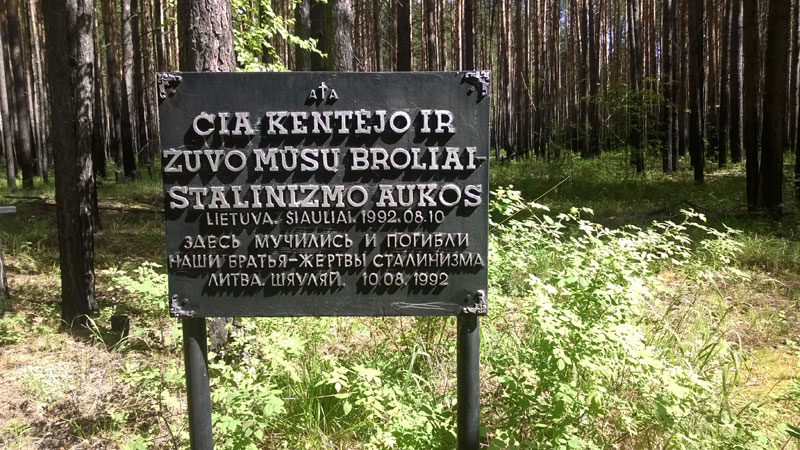 A†A
ČIA KENTĖJO IR
ŽUVO MŪSŲ BROLIAI-
STALINIZMO AUKOS
LIETUVA. ŠIAULIAI. 1992.08.10
ЗДЕСЬ МУЧИЛИСЬ И ПОГИБЛИ
НАШИ БРАТЬЯ-ЖЕРТВЫ СТАЛИНИЗМА
ЛИТВА. ШЯУЛЯЙ. 10.08.1992